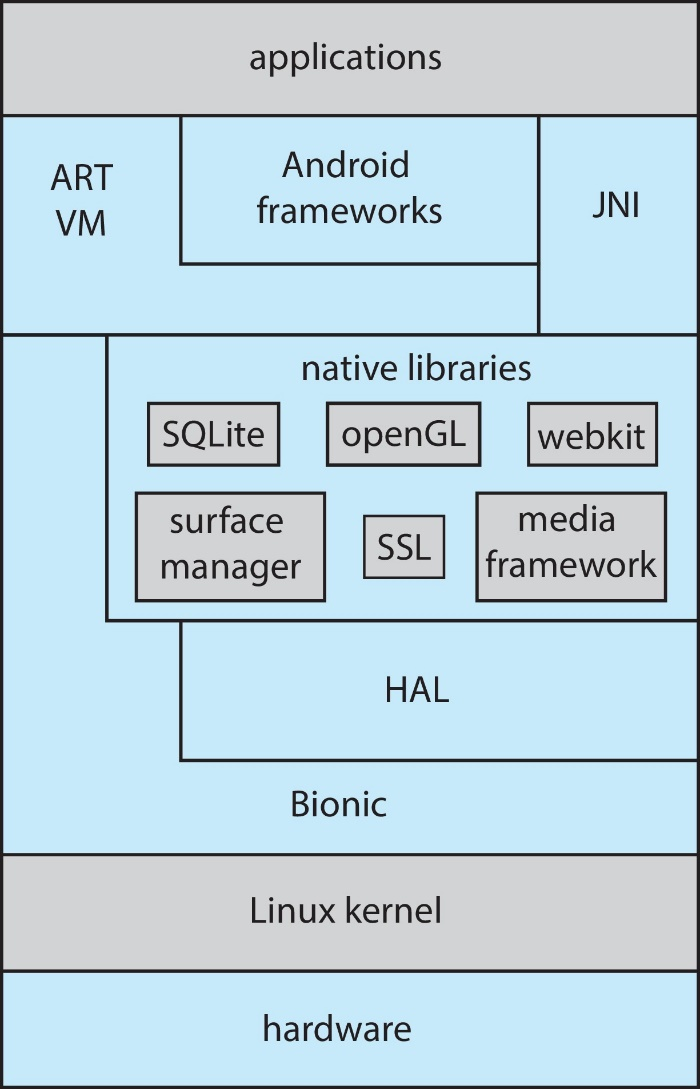 applications
ART
VM
Android
frameworks
JNI
native libraries
SQLite
openGL
webkit
surface
manager
SSL
media
framework
HAL
Bionic
Linux kernel
hardware